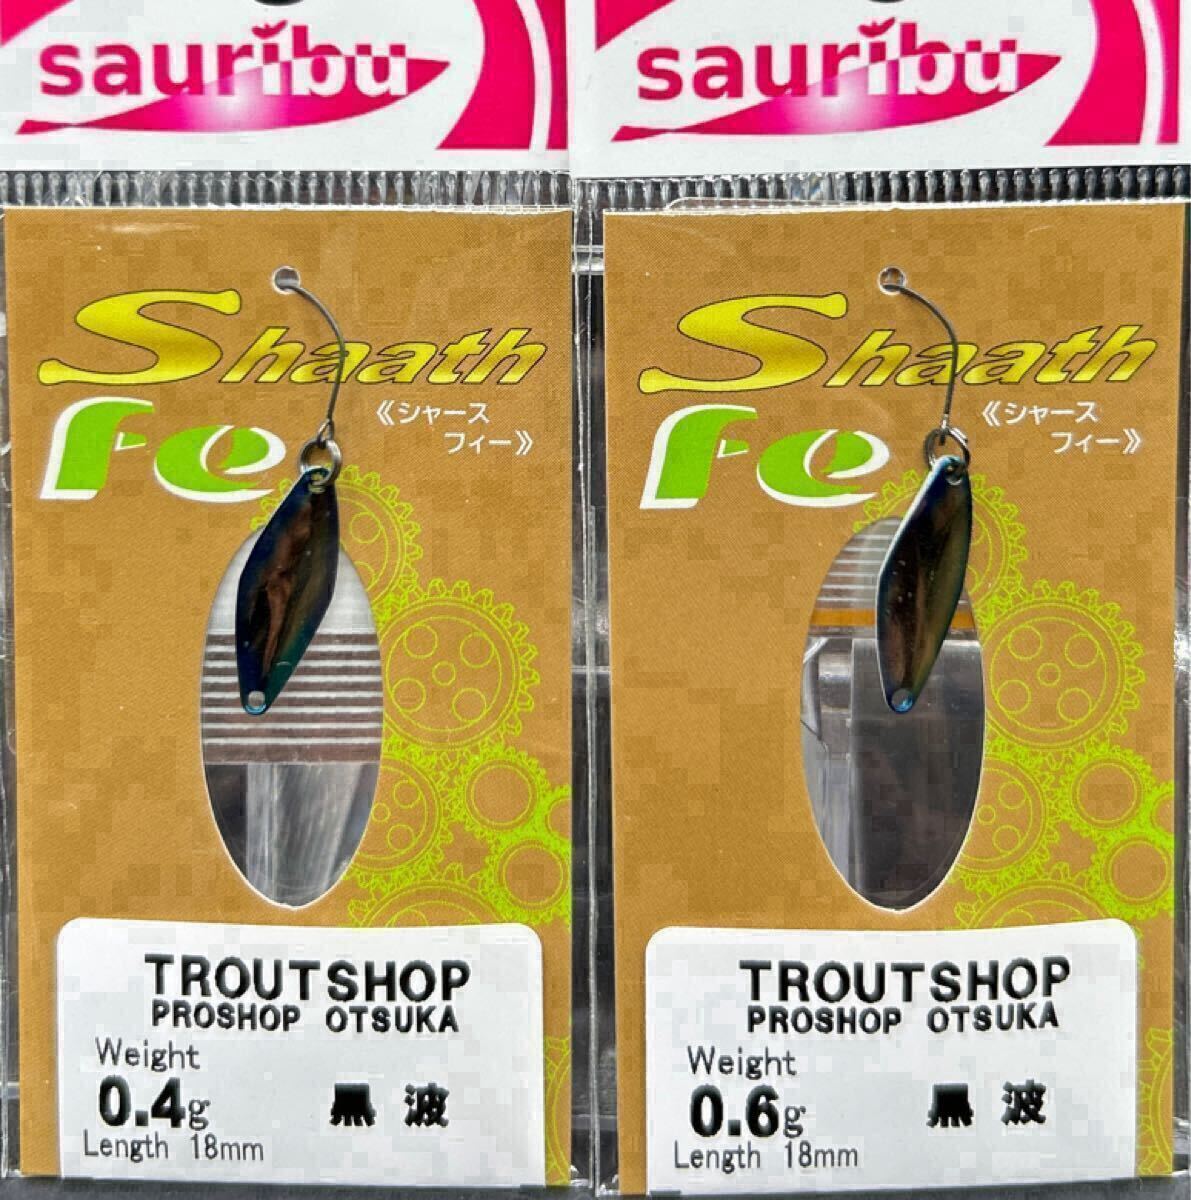 sauribu
Shaath
Fe
《シャース
フィー》
TROUTSHOP
PROSHOP OTSUKA
Weight
0.4g
黒波
Length 18mm
sauribu
Shaath
Fe
《シャース
フィー》
TROUTSHOP
PROSHOP OTSUKA
Weight
0.6g
黒波
Length 18mm